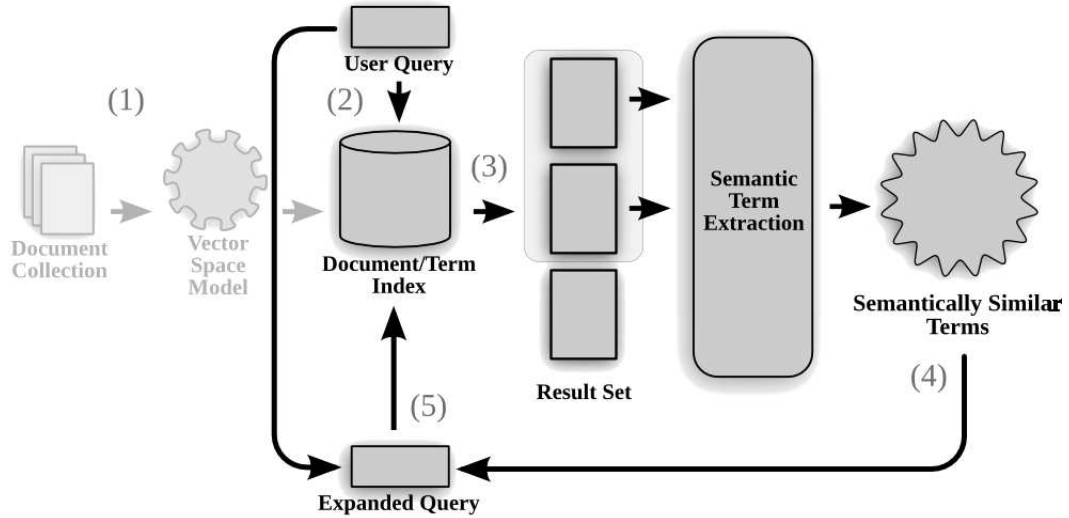 User Query
(1)
(2)
(3)
Document
Collection
Vector
Space
Model
Document/Term
Index
Semantic
Term
Extraction
Semantically Similar
Terms
Result Set
(4)
(5)
Expanded Query